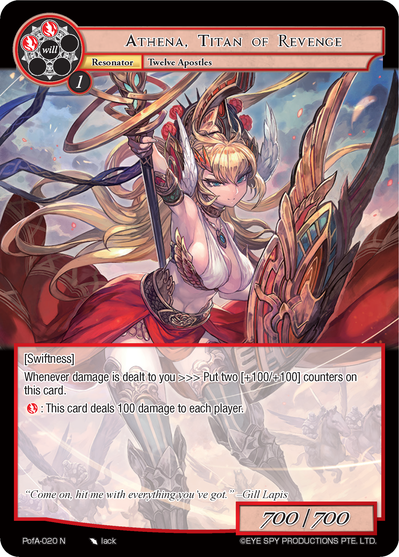 ATHENA, TITAN OF REVENGE
will
Resonator Twelve Apostles
1
[Swiftness]
Whenever damage is dealt to you >>> Put two [+100/+100] counters on
this card.
: This card deals 100 damage to each player.
"Come on, hit me with everything you've got." –Gill Lapis
700 / 700
PofA-020 N lack ©EYE SPY PRODUCTIONS PTE. LTD.